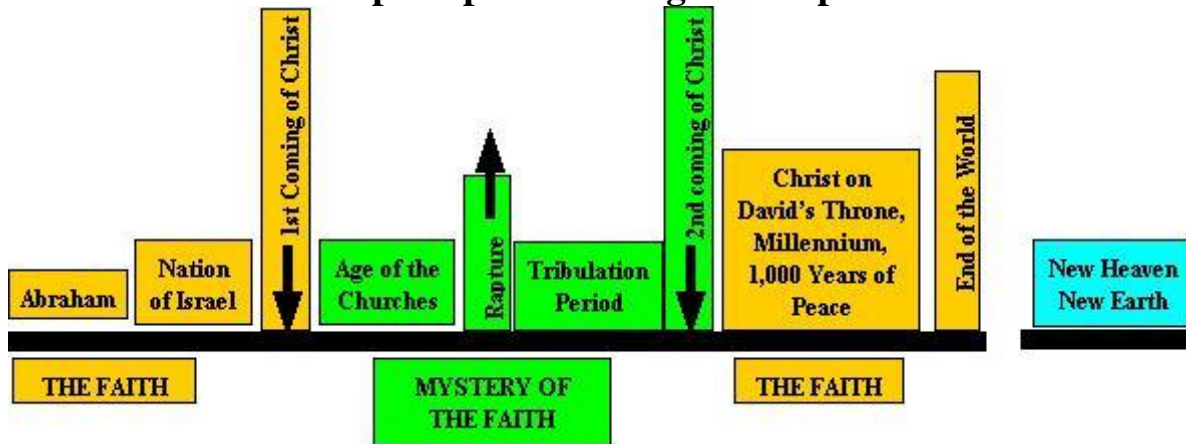 1st Coming of Christ
2nd coming of Christ
End of the World
Christ on
David's Throne,
Millennium,
1,000 Years of
Peace
Abraham
Nation
of Israel
Age of the
Churches
Rapture
Tribulation
Period
New Heaven
New Earth
THE FAITH
MYSTERY OF
THE FAITH
THE FAITH